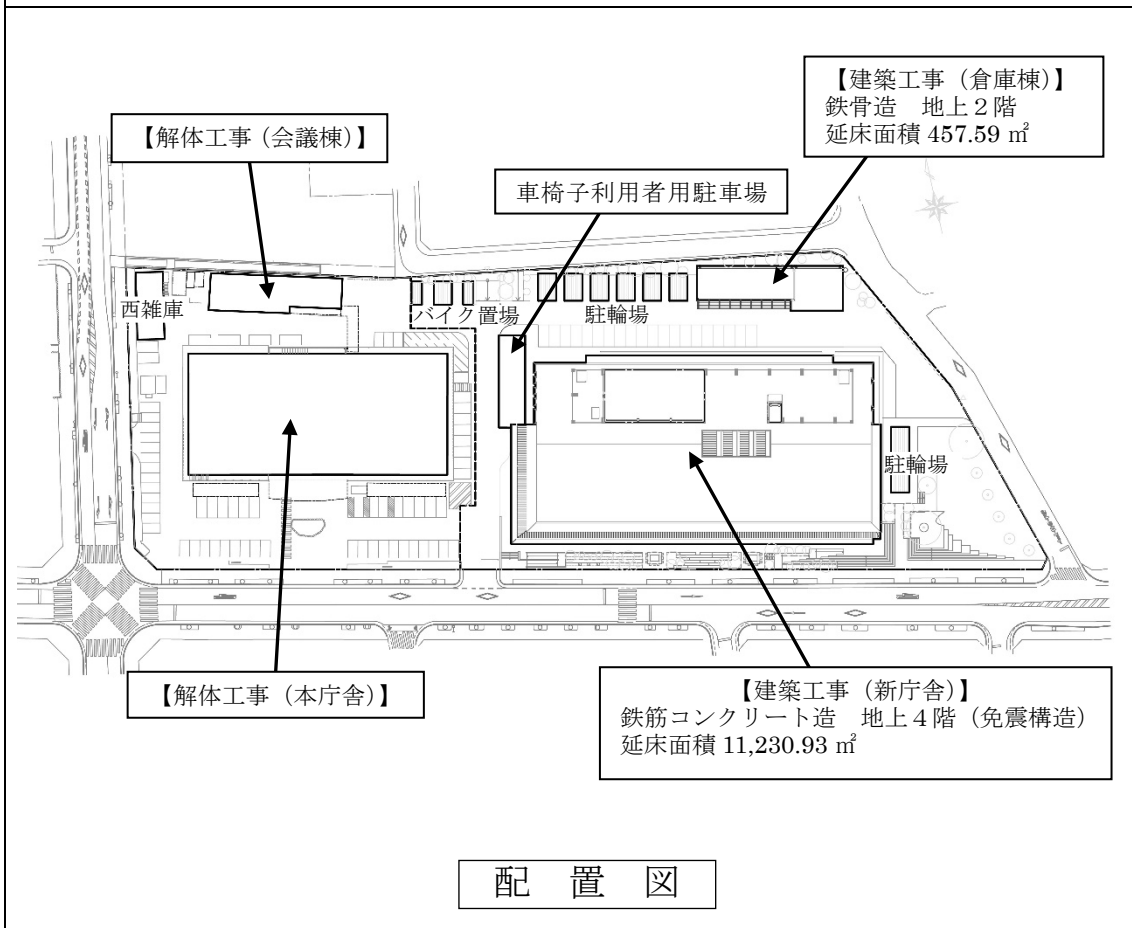 【建築工事(倉庫棟)】
鉄骨造　地上2階
延床面積 457.59 ㎡
【解体工事(会議棟)】
車椅子利用者用駐車場
西雑庫
バイク置場
駐輪場
駐輪場
【解体工事(本庁舎)】
【建築工事(新庁舎)】
鉄筋コンクリート造　地上4階(免震構造)
延床面積 11,230.93 ㎡
配　置　図